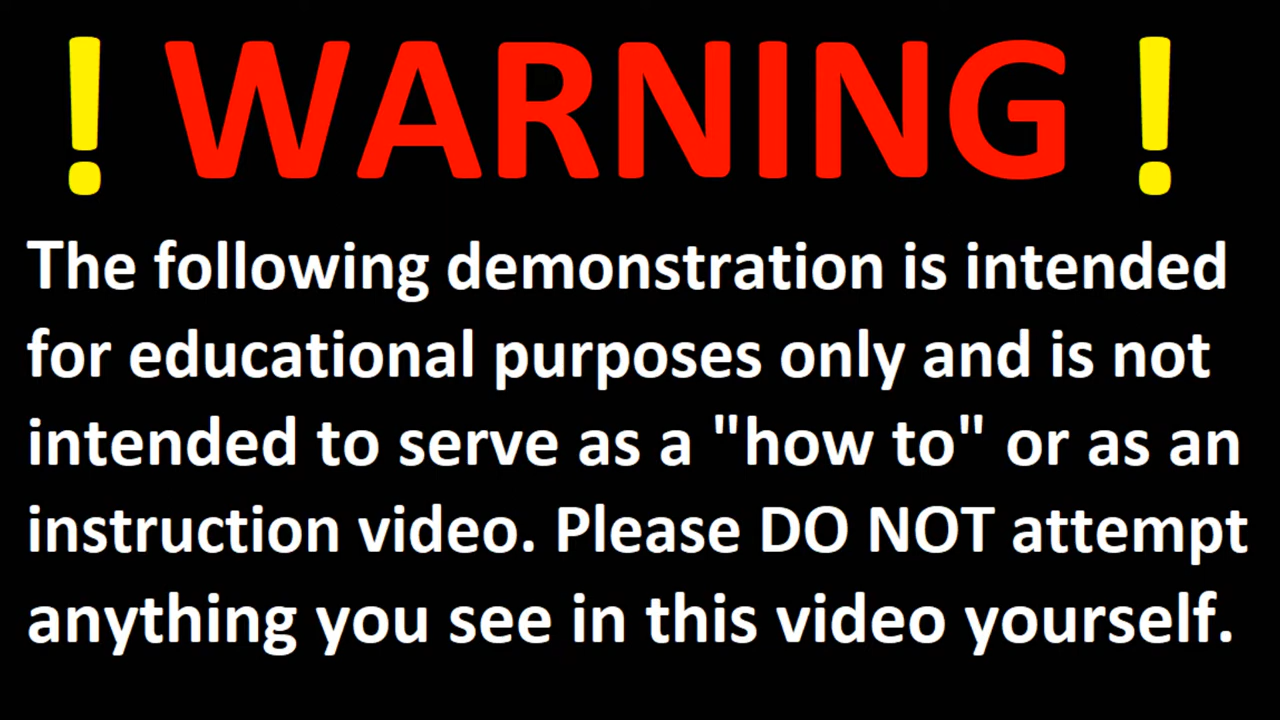 ! WARNING !
The following demonstration is intended
for educational purposes only and is not
intended to serve as a "how to" or as an
instruction video. Please DO NOT attempt
anything you see in this video yourself.